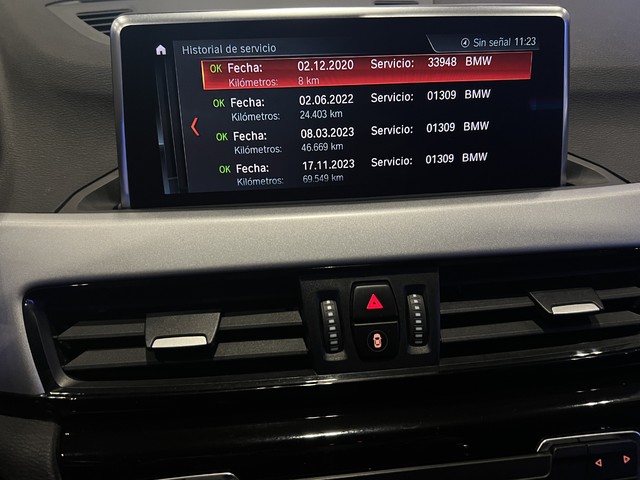 Historial de servicio Sin señal 11:23
OK Fecha: 02.12.2020 Servicio: 33948 BMW
Kilómetros: 8 km
OK Fecha: 02.06.2022 Servicio: 01309 BMW
Kilómetros: 24.403 km
OK Fecha: 08.03.2023 Servicio: 01309 BMW
Kilómetros: 46.669 km
OK Fecha: 17.11.2023 Servicio: 01309 BMW
Kilómetros: 69.549 km